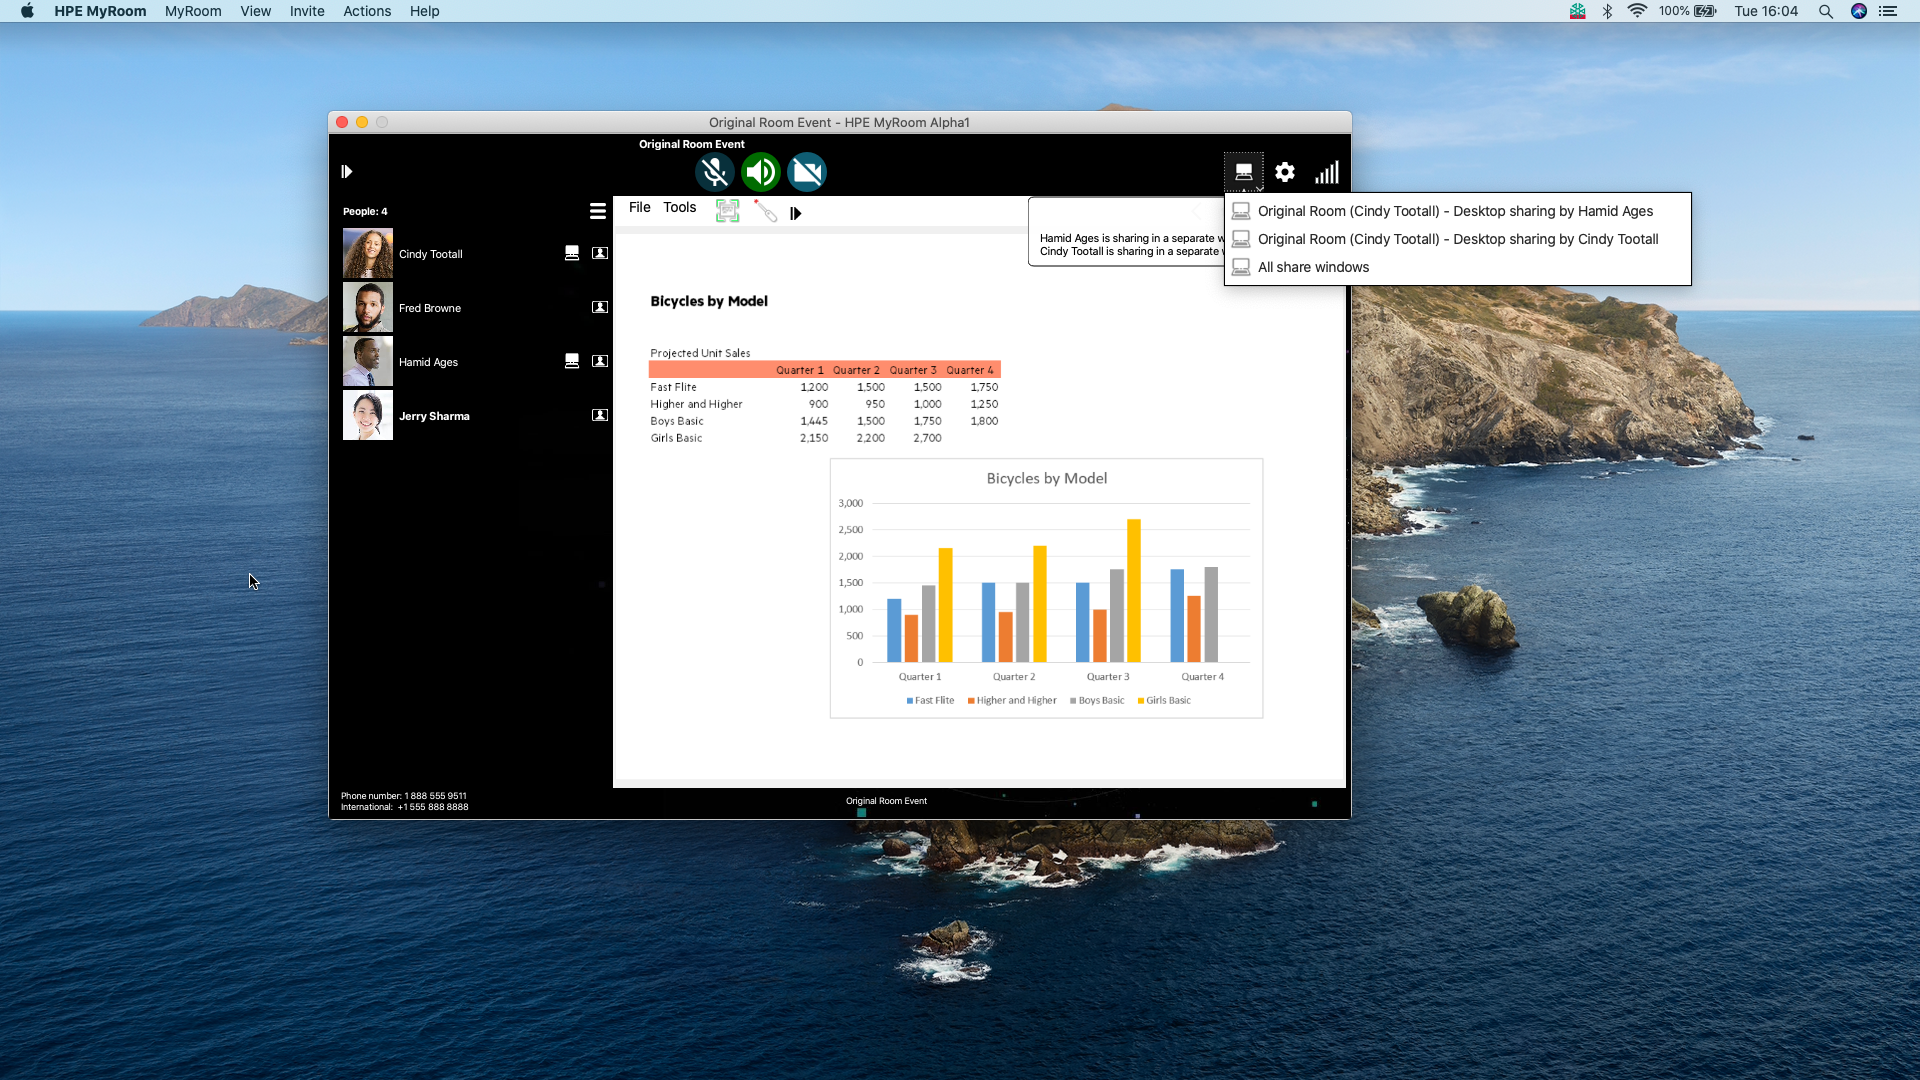 HPE MyRoom MyRoom View Invite Actions Help
100% Tue 16:04
Original Room Event - HPE MyRoom Alpha1
Original Room Event
People: 4
Cindy Tootall
Fred Browne
Hamid Ages
Jerry Sharma
File Tools
Hamid Ages is sharing in a separate
Cindy Tootall is sharing in a separate
Original Room (Cindy Tootall) - Desktop sharing by Hamid Ages
Original Room (Cindy Tootall) - Desktop sharing by Cindy Tootall
All share windows
Bicycles by Model
Projected Unit Sales
Quarter 1 Quarter 2 Quarter 3 Quarter 4
Fast Flite 1,200 1,500 1,500 1,750
Higher and Higher 900 950 1,000 1,250
Boys Basic 1,445 1,500 1,750 1,800
Girls Basic 2,150 2,200 2,700
Bicycles by Model
3,000
2,500
2,000
1,500
1,000
500
0
Quarter 1 Quarter 2 Quarter 3 Quarter 4
Fast Flite Higher and Higher Boys Basic Girls Basic
Phone number: 1 888 555 9511
International: +1 555 888 8888
Original Room Event